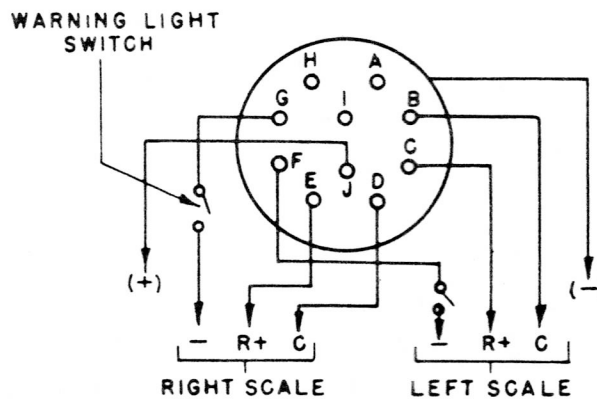 WARNING LIGHT
SWITCH
H A
G I B
F C
E J D
(+) (-
- R+ C - R+ C
RIGHT SCALE LEFT SCALE